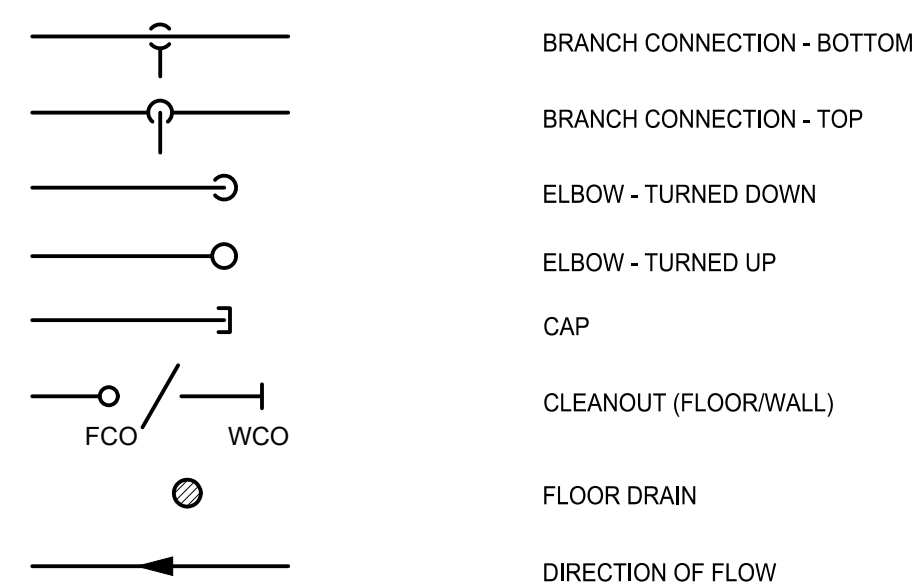 BRANCH CONNECTION - BOTTOM
BRANCH CONNECTION - TOP
ELBOW - TURNED DOWN
ELBOW - TURNED UP
CAP
CLEANOUT (FLOOR/WALL)
FCO WCO
FLOOR DRAIN
DIRECTION OF FLOW